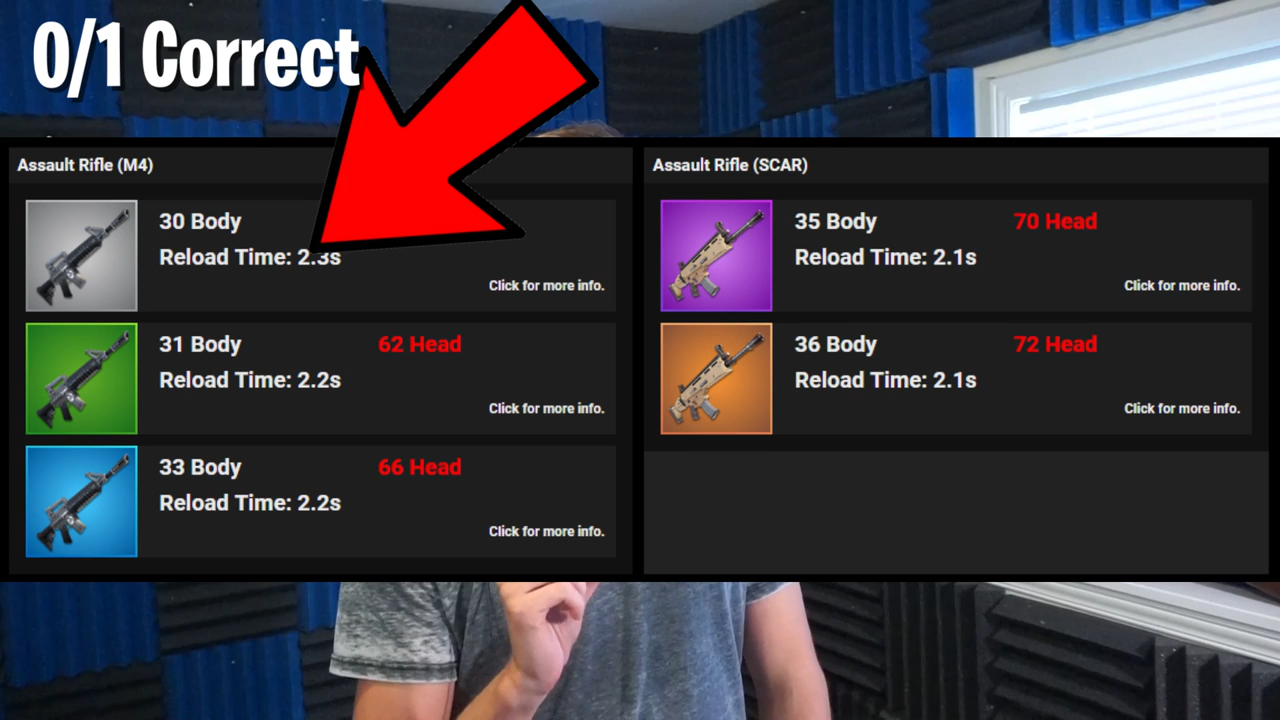 0/1 Correct
Assault Rifle (M4)
30 Body
Reload Time: 2.3s
Click for more info.
31 Body 62 Head
Reload Time: 2.2s
Click for more info.
33 Body 66 Head
Reload Time: 2.2s
Click for more info.
Assault Rifle (SCAR)
35 Body 70 Head
Reload Time: 2.1s
Click for more info.
36 Body 72 Head
Reload Time: 2.1s
Click for more info.